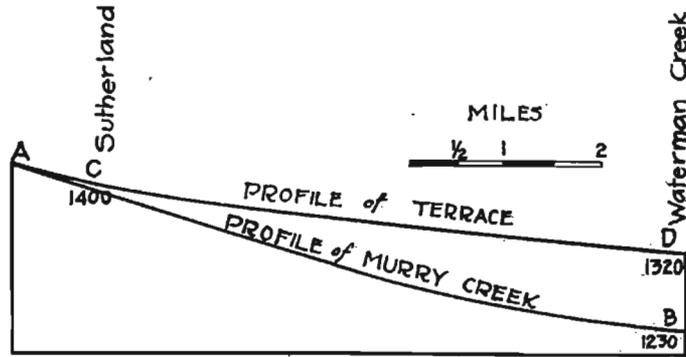 Sutherland
Waterman Creek
MILES
½ 1 2
A
C
1400
PROFILE of TERRACE
PROFILE of MURRY CREEK
D
1320
B
1230